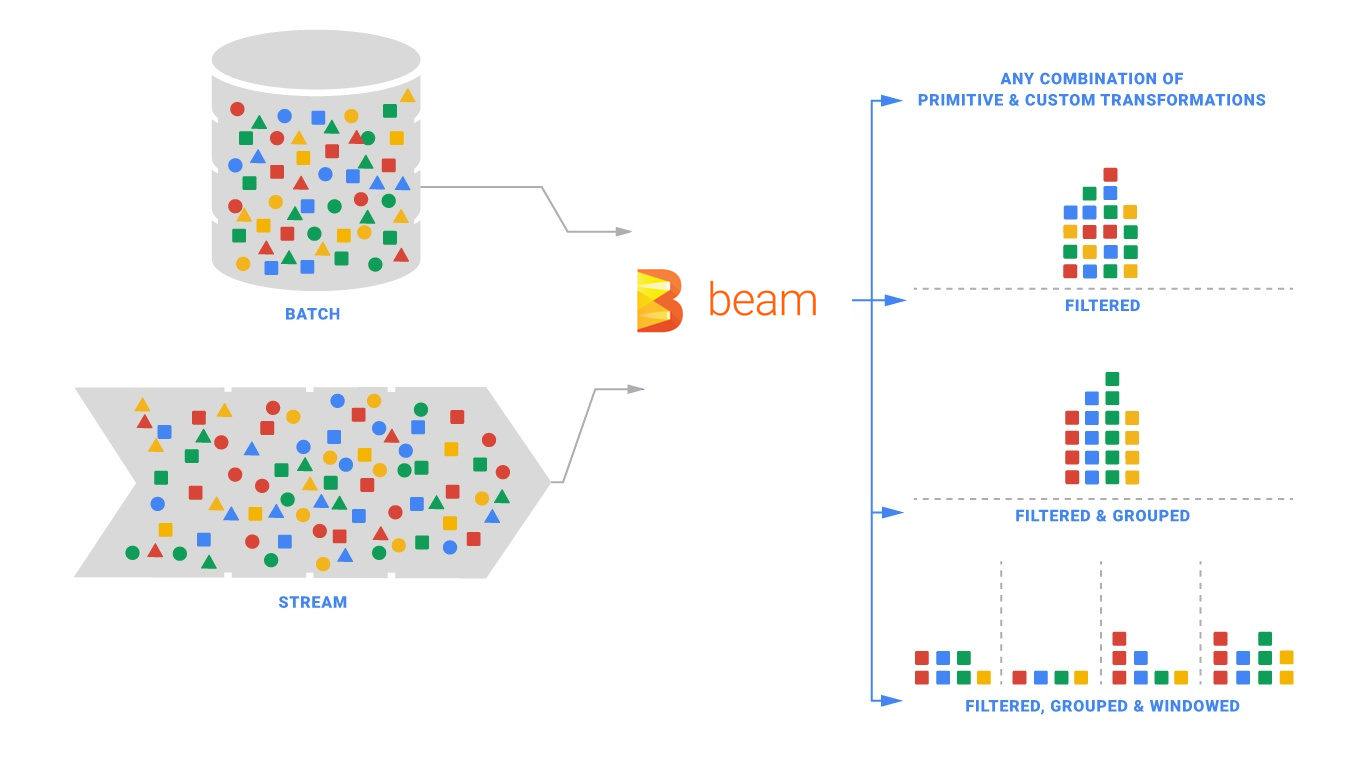 BATCH
STREAM
beam
ANY COMBINATION OF
PRIMITIVE & CUSTOM TRANSFORMATIONS
FILTERED
FILTERED & GROUPED
FILTERED, GROUPED & WINDOWED